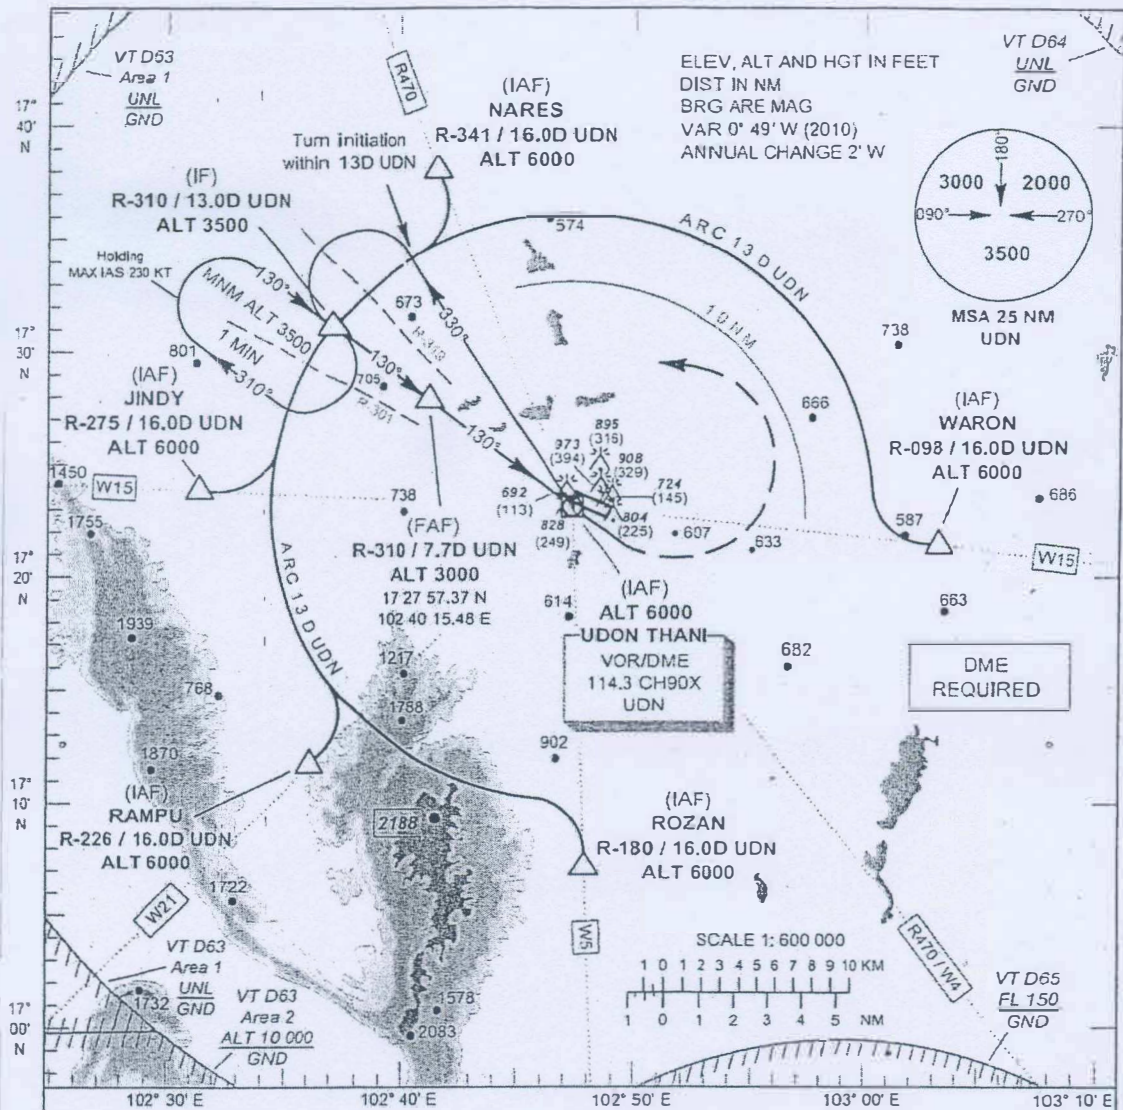 VT D63
Area 1
UNL
GND
R470
(IAF)
NARES
R-341 / 16.0D UDN
ALT 6000
ELEV, ALT AND HGT IN FEET
DIST IN NM
BRG ARE MAG
VAR 0° 49' W (2010)
ANNUAL CHANGE 2' W
VT D64
UNL
GND
17°
40'
N
Turn initiation
within 13D UDN
(IF)
R-310 / 13.0D UDN
ALT 3500
180°
3000
2000
090°
270°
3500
MSA 25 NM
UDN
574
ARC 13 D UDN
10 NM
Holding
MAX IAS 230 KT
130°
MNM ALT 3500
1 MIN
310°
673
330°
R-343
738
17°
30'
N
801
130°
705
R-301
(IAF)
JINDY
R-275 / 16.0D UDN
ALT 6000
130°
666
(IAF)
WARON
R-098 / 16.0D UDN
ALT 6000
895
(316)
973
(394)
908
(329)
724
(145)
692
(113)
804
(225)
828
(249)
1450
W15
738
686
1755
(FAF)
R-310 / 7.7D UDN
ALT 3000
17 27 57.37 N
102 40 15.48 E
607
633
587
W15
17°
20'
N
ARC 13 D UDN
614
(IAF)
ALT 6000
UDON THANI
VOR/DME
114.3 CH90X
UDN
663
1939
682
DME
REQUIRED
1217
768
1788
902
1870
17°
10'
N
(IAF)
RAMPU
R-226 / 16.0D UDN
ALT 6000
2188
(IAF)
ROZAN
R-180 / 16.0D UDN
ALT 6000
1722
W21
W5
R470 / W4
SCALE 1: 600 000
1 0 1 2 3 4 5 6 7 8 9 10 KM
1 0 1 2 3 4 5 NM
VT D63
Area 1
UNL
GND
VT D63
Area 2
ALT 10 000
GND
VT D65
FL 150
GND
1732
1578
2083
17°
00'
N
102° 30' E
102° 40' E
102° 50' E
103° 00' E
103° 10' E